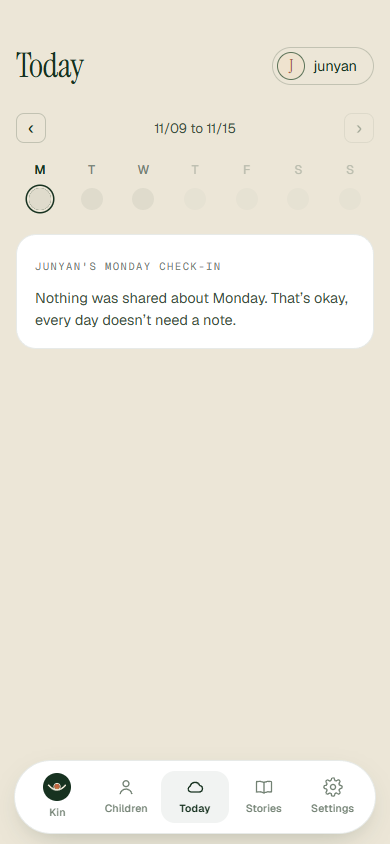 Today
J junyan
‹ 11/09 to 11/15 ›
M T W T F S S
JUNYAN'S MONDAY CHECK-IN
Nothing was shared about Monday. That’s okay,
every day doesn’t need a note.
Kin Children Today Stories Settings